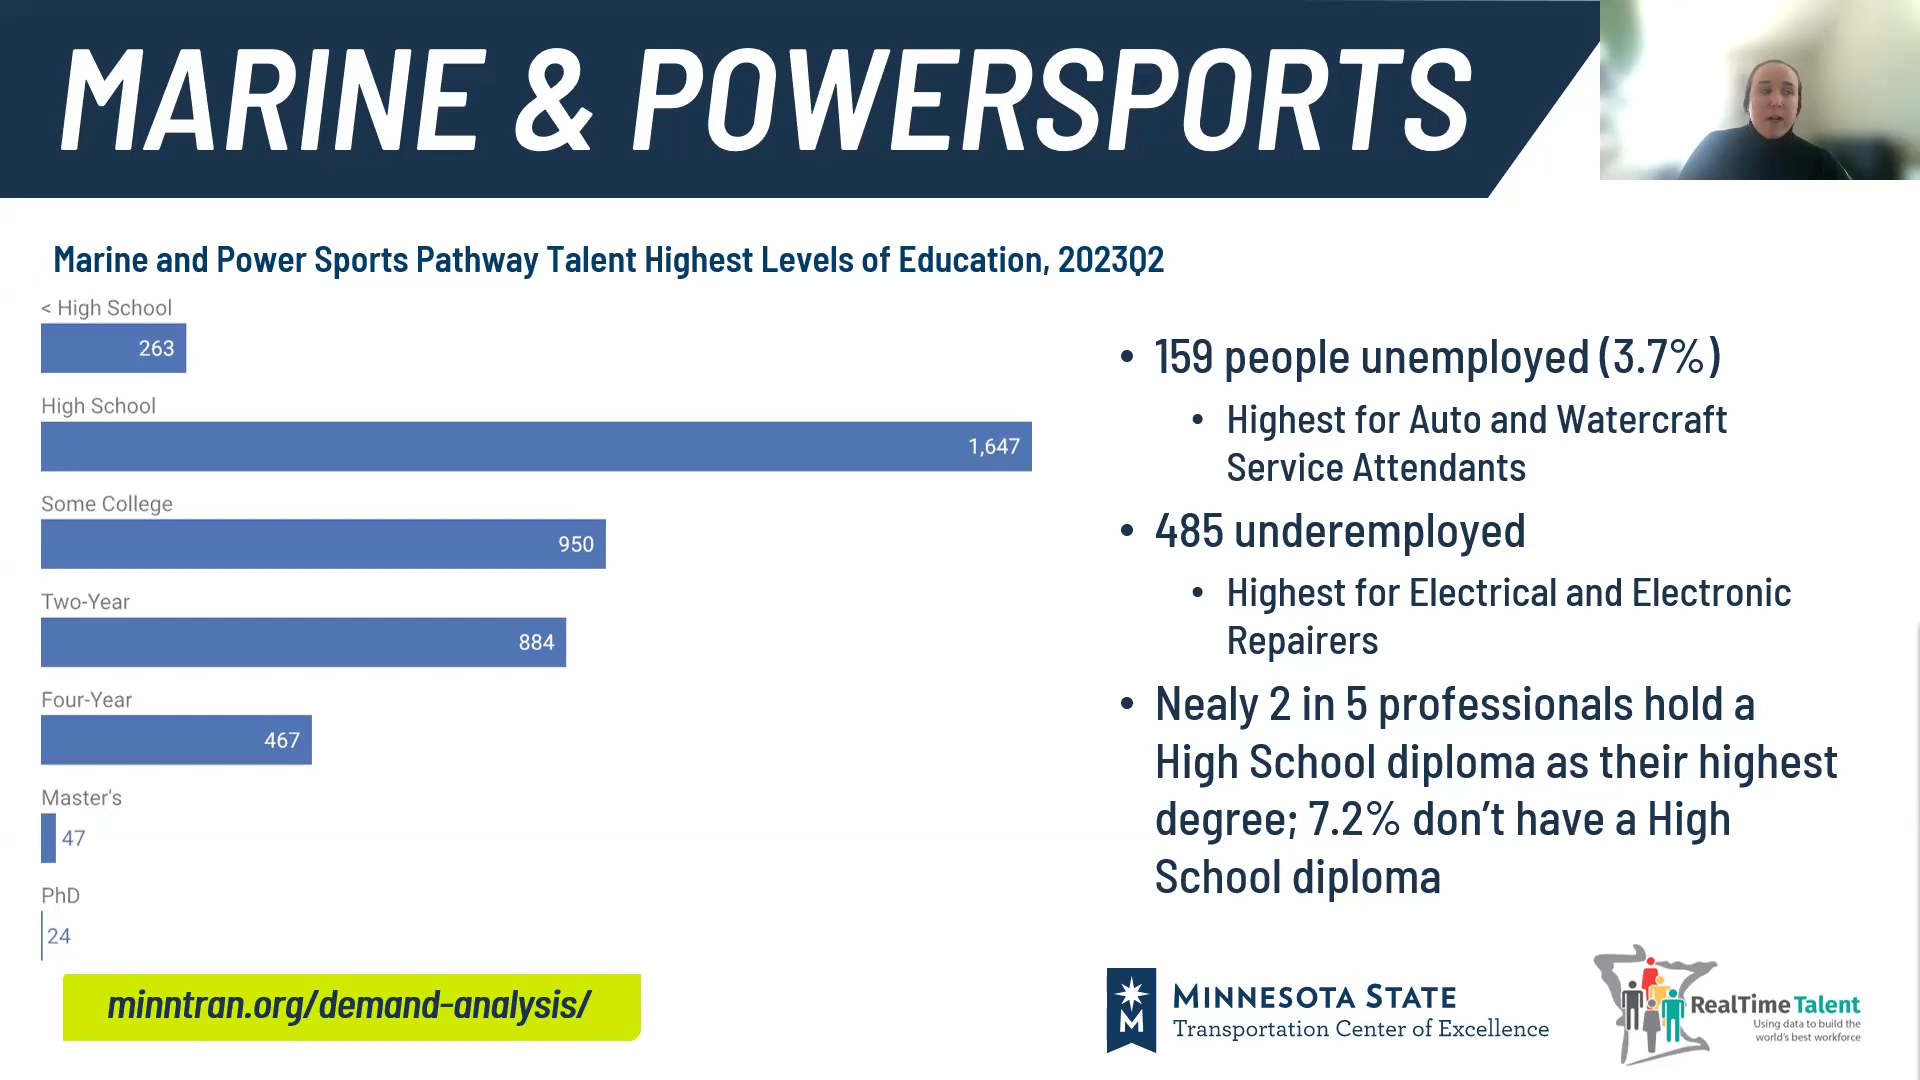 MARINE & POWERSPORTS
Marine and Power Sports Pathway Talent Highest Levels of Education, 2023Q2
< High School
263
High School
1,647
Some College
950
Two-Year
884
Four-Year
467
Master's
47
PhD
24
minntran.org/demand-analysis/
• 159 people unemployed (3.7%)
• Highest for Auto and Watercraft
Service Attendants
• 485 underemployed
• Highest for Electrical and Electronic
Repairers
• Nealy 2 in 5 professionals hold a
High School diploma as their highest
degree; 7.2% don’t have a High
School diploma
M
MINNESOTA STATE
Transportation Center of Excellence
RealTime Talent
Using data to build the
world's best workforce